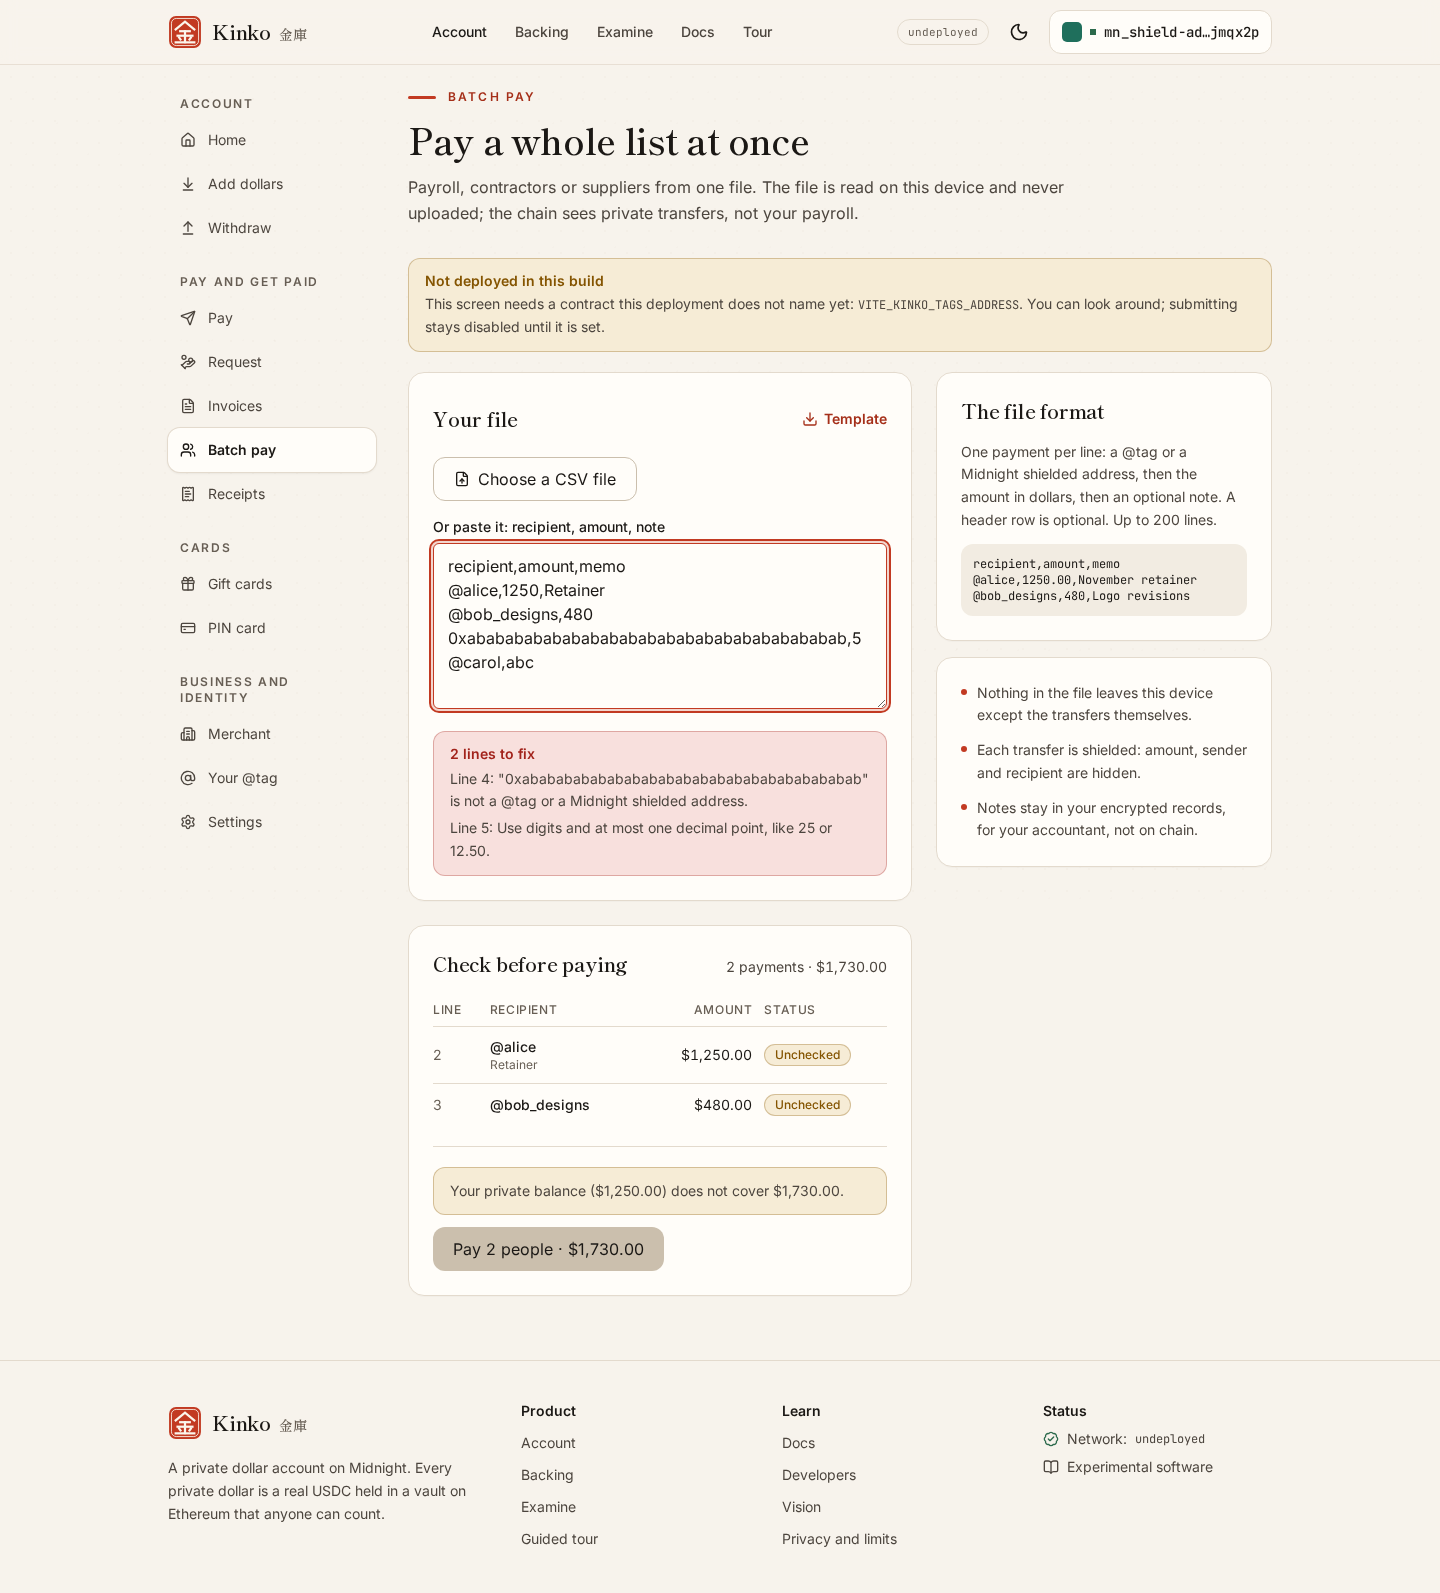 Kinko 金庫
Account
Backing
Examine
Docs
Tour
undeployed
mn_shield-ad…jmqx2p
ACCOUNT
Home
Add dollars
Withdraw
PAY AND GET PAID
Pay
Request
Invoices
Batch pay
Receipts
CARDS
Gift cards
PIN card
BUSINESS AND
IDENTITY
Merchant
Your @tag
Settings
BATCH PAY
Pay a whole list at once
Payroll, contractors or suppliers from one file. The file is read on this device and never
uploaded; the chain sees private transfers, not your payroll.
Not deployed in this build
This screen needs a contract this deployment does not name yet: VITE_KINKO_TAGS_ADDRESS. You can look around; submitting
stays disabled until it is set.
Your file
Template
Choose a CSV file
Or paste it: recipient, amount, note
recipient,amount,memo
@alice,1250,Retainer
@bob_designs,480
0xabababababababababababababababababababab,5
@carol,abc
2 lines to fix
Line 4: "0xabababababababababababababababababababab"
is not a @tag or a Midnight shielded address.
Line 5: Use digits and at most one decimal point, like 25 or
12.50.
The file format
One payment per line: a @tag or a
Midnight shielded address, then the
amount in dollars, then an optional note. A
header row is optional. Up to 200 lines.
recipient,amount,memo
@alice,1250.00,November retainer
@bob_designs,480,Logo revisions
Nothing in the file leaves this device
except the transfers themselves.
Each transfer is shielded: amount, sender
and recipient are hidden.
Notes stay in your encrypted records,
for your accountant, not on chain.
Check before paying
2 payments · $1,730.00
LINE RECIPIENT AMOUNT STATUS
2 @alice $1,250.00 Unchecked
Retainer
3 @bob_designs $480.00 Unchecked
Your private balance ($1,250.00) does not cover $1,730.00.
Pay 2 people · $1,730.00
Kinko 金庫
A private dollar account on Midnight. Every
private dollar is a real USDC held in a vault on
Ethereum that anyone can count.
Product
Account
Backing
Examine
Guided tour
Learn
Docs
Developers
Vision
Privacy and limits
Status
Network: undeployed
Experimental software